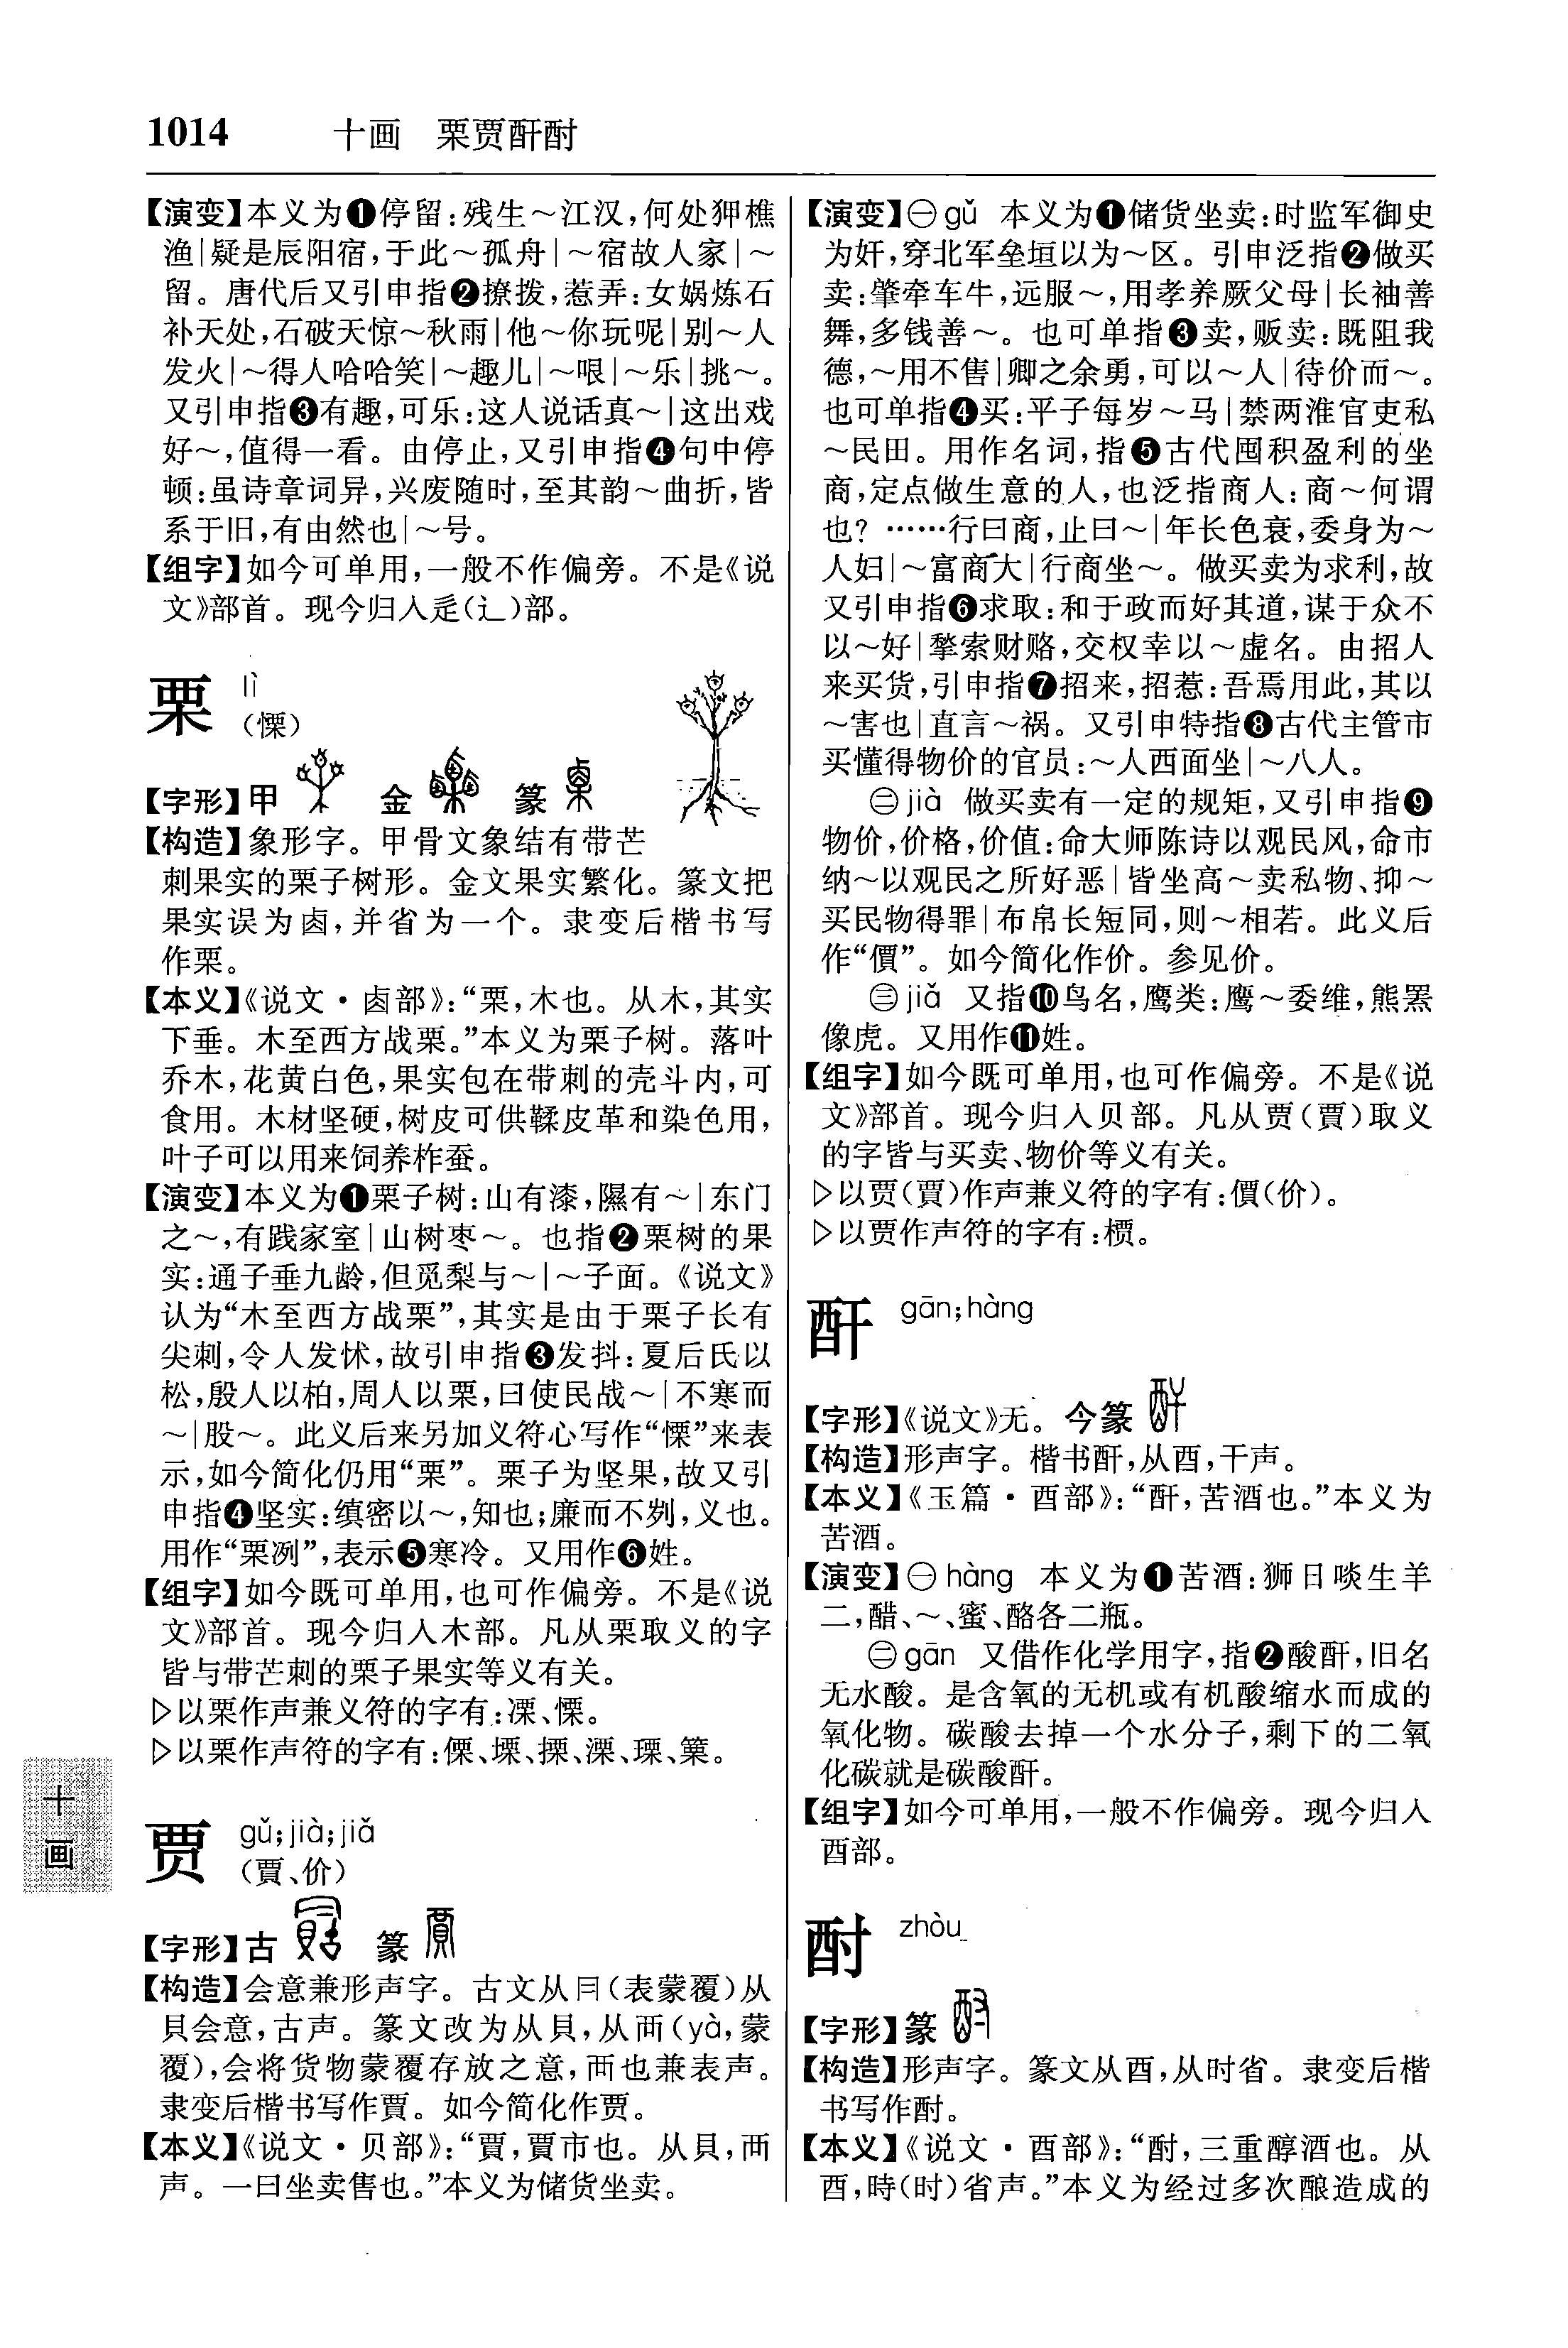 1014 十画 栗贾酐酎
【演变】本义为❶停留:残生～江汉,何处狎樵
渔|疑是辰阳宿,于此～孤舟|～宿故人家|～
留。唐代后又引申指❷撩拨,惹弄:女娲炼石
补天处,石破天惊～秋雨|他～你玩呢|别～人
发火|～得人哈哈笑|～趣儿|～哏|～乐|挑～。
又引申指❸有趣,可乐:这人说话真～|这出戏
好～,值得一看。由停止,又引申指❹句中停
顿:虽诗章词异,兴废随时,至其韵～曲折,皆
系于旧,有由然也|～号。
【组字】如今可单用,一般不作偏旁。不是《说
文》部首。现今归入辵(辶)部。
栗 lì
(慄)
【字形】甲 金 篆
【构造】象形字。甲骨文象结有带芒
刺果实的栗子树形。金文果实繁化。篆文把
果实误为卤,并省为一个。隶变后楷书写
作栗。
【本义】《说文·卤部》:“栗,木也。从木,其实
下垂。木至西方战栗。”本义为栗子树。落叶
乔木,花黄白色,果实包在带刺的壳斗内,可
食用。木材坚硬,树皮可供鞣皮革和染色用,
叶子可以用来饲养柞蚕。
【演变】本义为❶栗子树:山有漆,隰有～|东门
之～,有践家室|山树枣～。也指❷栗树的果
实:通子垂九龄,但觅梨与～|～子面。《说文》
认为“木至西方战栗”,其实是由于栗子长有
尖刺,令人发怵,故引申指❸发抖:夏后氏以
松,殷人以柏,周人以栗,曰使民战～|不寒而
～|股～。此义后来另加义符心写作“慄”来表
示,如今简化仍用“栗”。栗子为坚果,故又引
申指❹坚实:缜密以～,知也;廉而不刿,义也。
用作“栗冽”,表示❺寒冷。又用作❻姓。
【组字】如今既可单用,也可作偏旁。不是《说
文》部首。现今归入木部。凡从栗取义的字
皆与带芒刺的栗子果实等义有关。
▷以栗作声兼义符的字有:凓、慄。
▷以栗作声符的字有:傈、塛、搮、溧、瑮、篥。
贾 gǔ;jià;jiǎ
(賈、价)
【字形】古 篆
【构造】会意兼形声字。古文从冃(表蒙覆)从
貝会意,古声。篆文改为从貝,从襾(yà,蒙
覆),会将货物蒙覆存放之意,襾也兼表声。
隶变后楷书写作賈。如今简化作贾。
【本义】《说文·贝部》:“賈,賈市也。从貝,襾
声。一曰坐卖售也。”本义为储货坐卖。
十画
【演变】㊀gǔ 本义为❶储货坐卖:时监军御史
为奸,穿北军垒垣以为～区。引申泛指❷做买
卖:肇牵车牛,远服～,用孝养厥父母|长袖善
舞,多钱善～。也可单指❸卖,贩卖:既阻我
德,～用不售|卿之余勇,可以～人|待价而～。
也可单指❹买:平子每岁～马|禁两淮官吏私
～民田。用作名词,指❺古代囤积盈利的坐
商,定点做生意的人,也泛指商人:商～何谓
也?……行曰商,止曰～|年长色衰,委身为～
人妇|～富商大|行商坐～。做买卖为求利,故
又引申指❻求取:和于政而好其道,谋于众不
以～好|揫索财赂,交权幸以～虚名。由招人
来买货,引申指❼招来,招惹:吾焉用此,其以
～害也|直言～祸。又引申特指❽古代主管市
买懂得物价的官员:～人西面坐|～八人。
㊁jià 做买卖有一定的规矩,又引申指❾
物价,价格,价值:命大师陈诗以观民风,命市
纳～以观民之所好恶|皆坐高～卖私物、抑～
买民物得罪|布帛长短同,则～相若。此义后
作“價”。如今简化作价。参见价。
㊂jiǎ 又指❿鸟名,鹰类:鹰～委维,熊罴
像虎。又用作⓫姓。
【组字】如今既可单用,也可作偏旁。不是《说
文》部首。现今归入贝部。凡从贾(賈)取义
的字皆与买卖、物价等义有关。
▷以贾(賈)作声兼义符的字有:價(价)。
▷以贾作声符的字有:槚。
酐 gān;hàng
【字形】《说文》无。今篆
【构造】形声字。楷书酐,从酉,干声。
【本义】《玉篇·酉部》:“酐,苦酒也。”本义为
苦酒。
【演变】㊀hàng 本义为❶苦酒:狮日啖生羊
二,醋、～、蜜、酪各二瓶。
㊁gān 又借作化学用字,指❷酸酐,旧名
无水酸。是含氧的无机或有机酸缩水而成的
氧化物。碳酸去掉一个水分子,剩下的二氧
化碳就是碳酸酐。
【组字】如今可单用,一般不作偏旁。现今归入
酉部。
酎 zhòu
【字形】篆
【构造】形声字。篆文从酉,从时省。隶变后楷
书写作酎。
【本义】《说文·酉部》:“酎,三重醇酒也。从
酉,時(时)省声。”本义为经过多次酿造成的